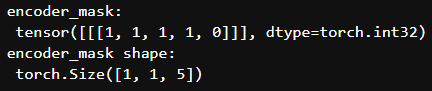 encoder_mask:
 tensor([[[1, 1, 1, 1, 0]]], dtype=torch.int32)
encoder_mask shape:
 torch.Size([1, 1, 5])